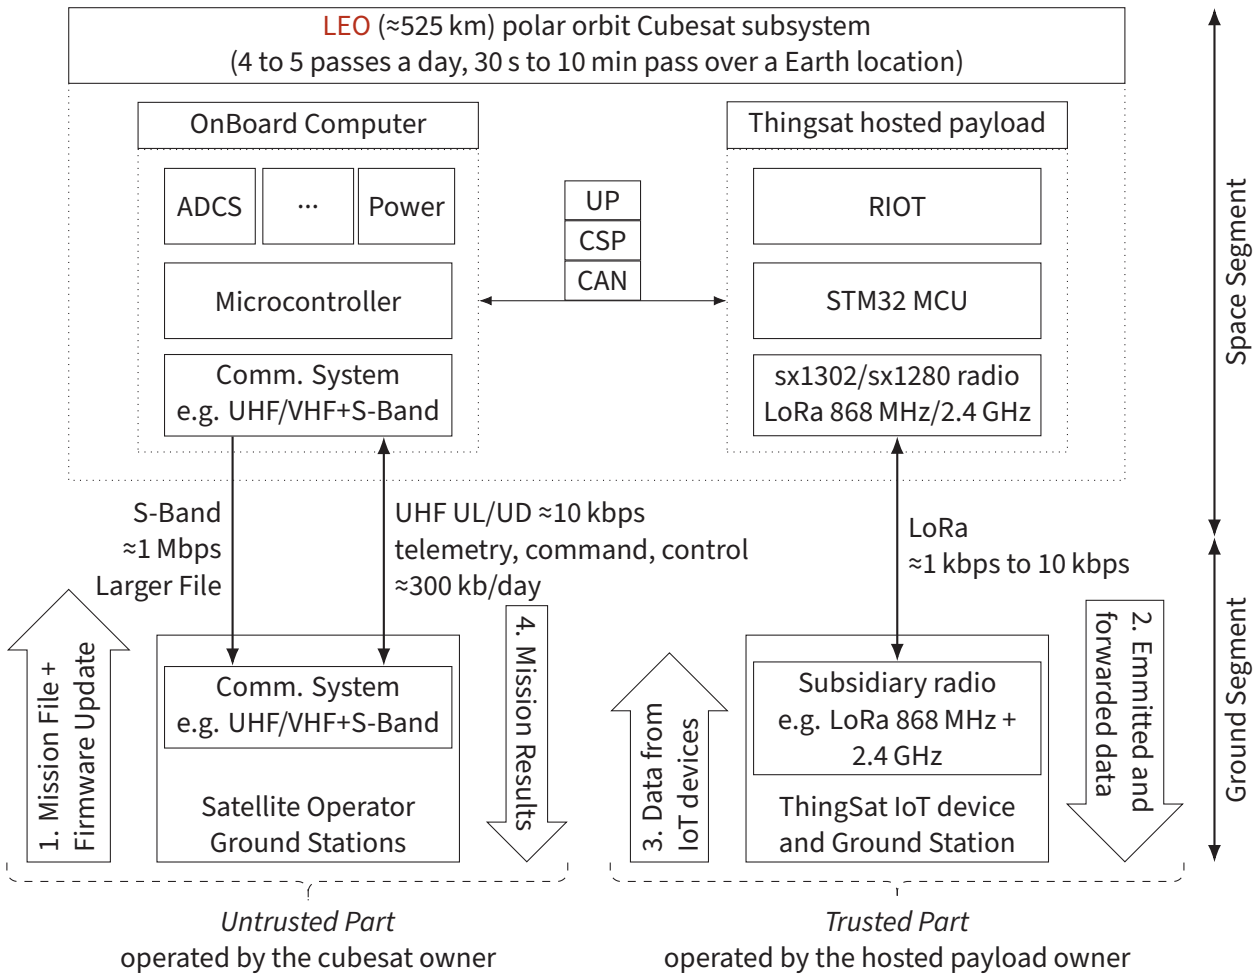 LEO (≈525 km) polar orbit Cubesat subsystem
(4 to 5 passes a day, 30 s to 10 min pass over a Earth location)
OnBoard Computer
ADCS
...
Power
Microcontroller
Comm. System
e.g. UHF/VHF+S-Band
UP
CSP
CAN
Thingsat hosted payload
RIOT
STM32 MCU
sx1302/sx1280 radio
LoRa 868 MHz/2.4 GHz
Space Segment
S-Band
≈1 Mbps
Larger File
UHF UL/UD ≈10 kbps
telemetry, command, control
≈300 kb/day
LoRa
≈1 kbps to 10 kbps
1. Mission File +
Firmware Update
Comm. System
e.g. UHF/VHF+S-Band
Satellite Operator
Ground Stations
4. Mission Results
3. Data from
IoT devices
Subsidiary radio
e.g. LoRa 868 MHz +
2.4 GHz
ThingSat IoT device
and Ground Station
2. Emmitted and
forwarded data
Ground Segment
Untrusted Part
operated by the cubesat owner
Trusted Part
operated by the hosted payload owner